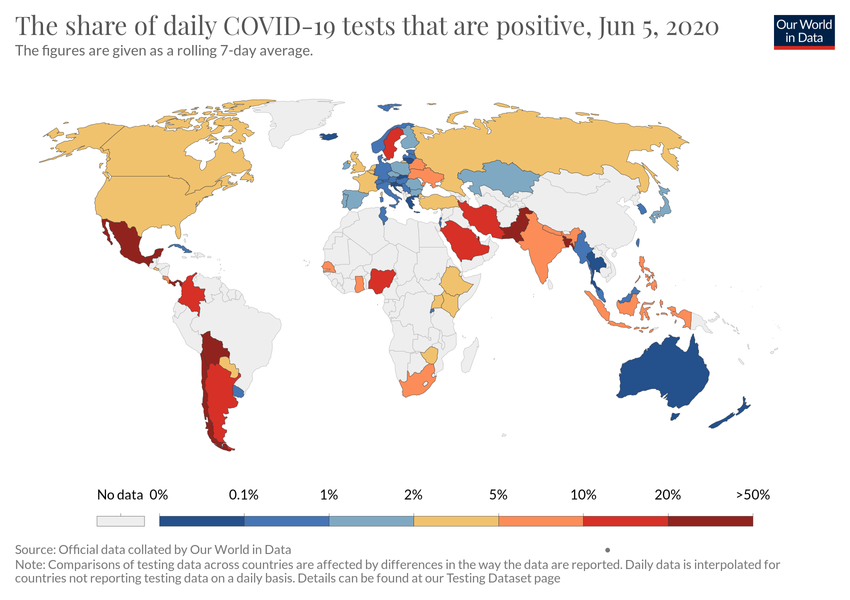 The share of daily COVID-19 tests that are positive, Jun 5, 2020
The figures are given as a rolling 7-day average.
Our World
in Data
No data 0% 0.1% 1% 2% 5% 10% 20% >50%
Source: Official data collated by Our World in Data
Note: Comparisons of testing data across countries are affected by differences in the way the data are reported. Daily data is interpolated for
countries not reporting testing data on a daily basis. Details can be found at our Testing Dataset page